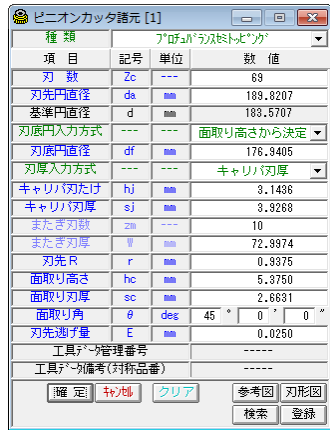 ピニオンカッタ諸元 [1]
種 類 ﾌﾟﾛﾁｭﾊﾞﾗﾝｽｾﾐﾄｯﾋﾟﾝｸﾞ
項 目 記号 単位 数 値
刃 数 Zc --- 69
刃先円直径 da mm 189.8207
基準円直径 d mm 183.5707
刃底円入力方式 --- --- 面取り高さから決定
刃底円直径 df mm 176.9405
刃厚入力方式 --- --- キャリパ刃厚
キャリパ刃たけ hj mm 3.1436
キャリパ刃厚 sj mm 3.9268
またぎ刃数 zm --- 10
またぎ刃厚 W mm 72.9974
刃先R r mm 0.9375
面取り高さ hc mm 5.3750
面取り刃厚 sc mm 2.6631
面取り角 θ deg 45 ° 0 ' 0 "
刃先逃げ量 E mm 0.0250
工具ﾃﾞｰﾀ管理番号 -----
工具ﾃﾞｰﾀ備考(対称品番) -----
確 定 ｷｬﾝｾﾙ クリア 参考図 刃形図
検索 登録